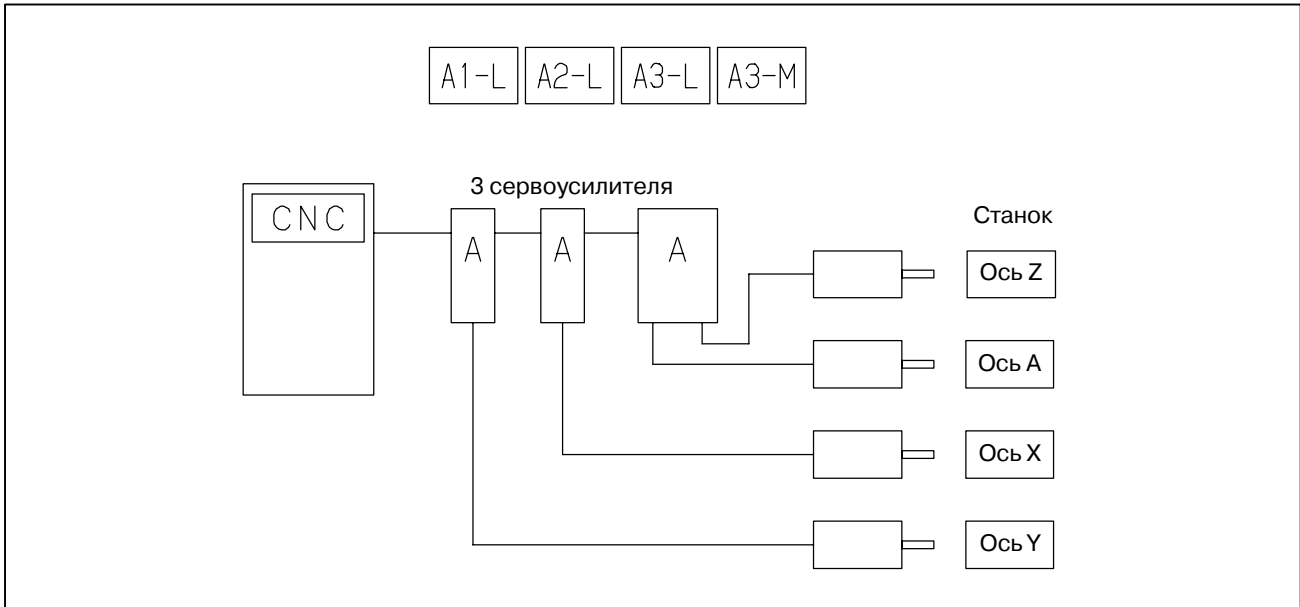 A1-L A2-L A3-L A3-M
3 сервоусилителя
CNC
A A A
Станок
Ось Z
Ось A
Ось X
Ось Y